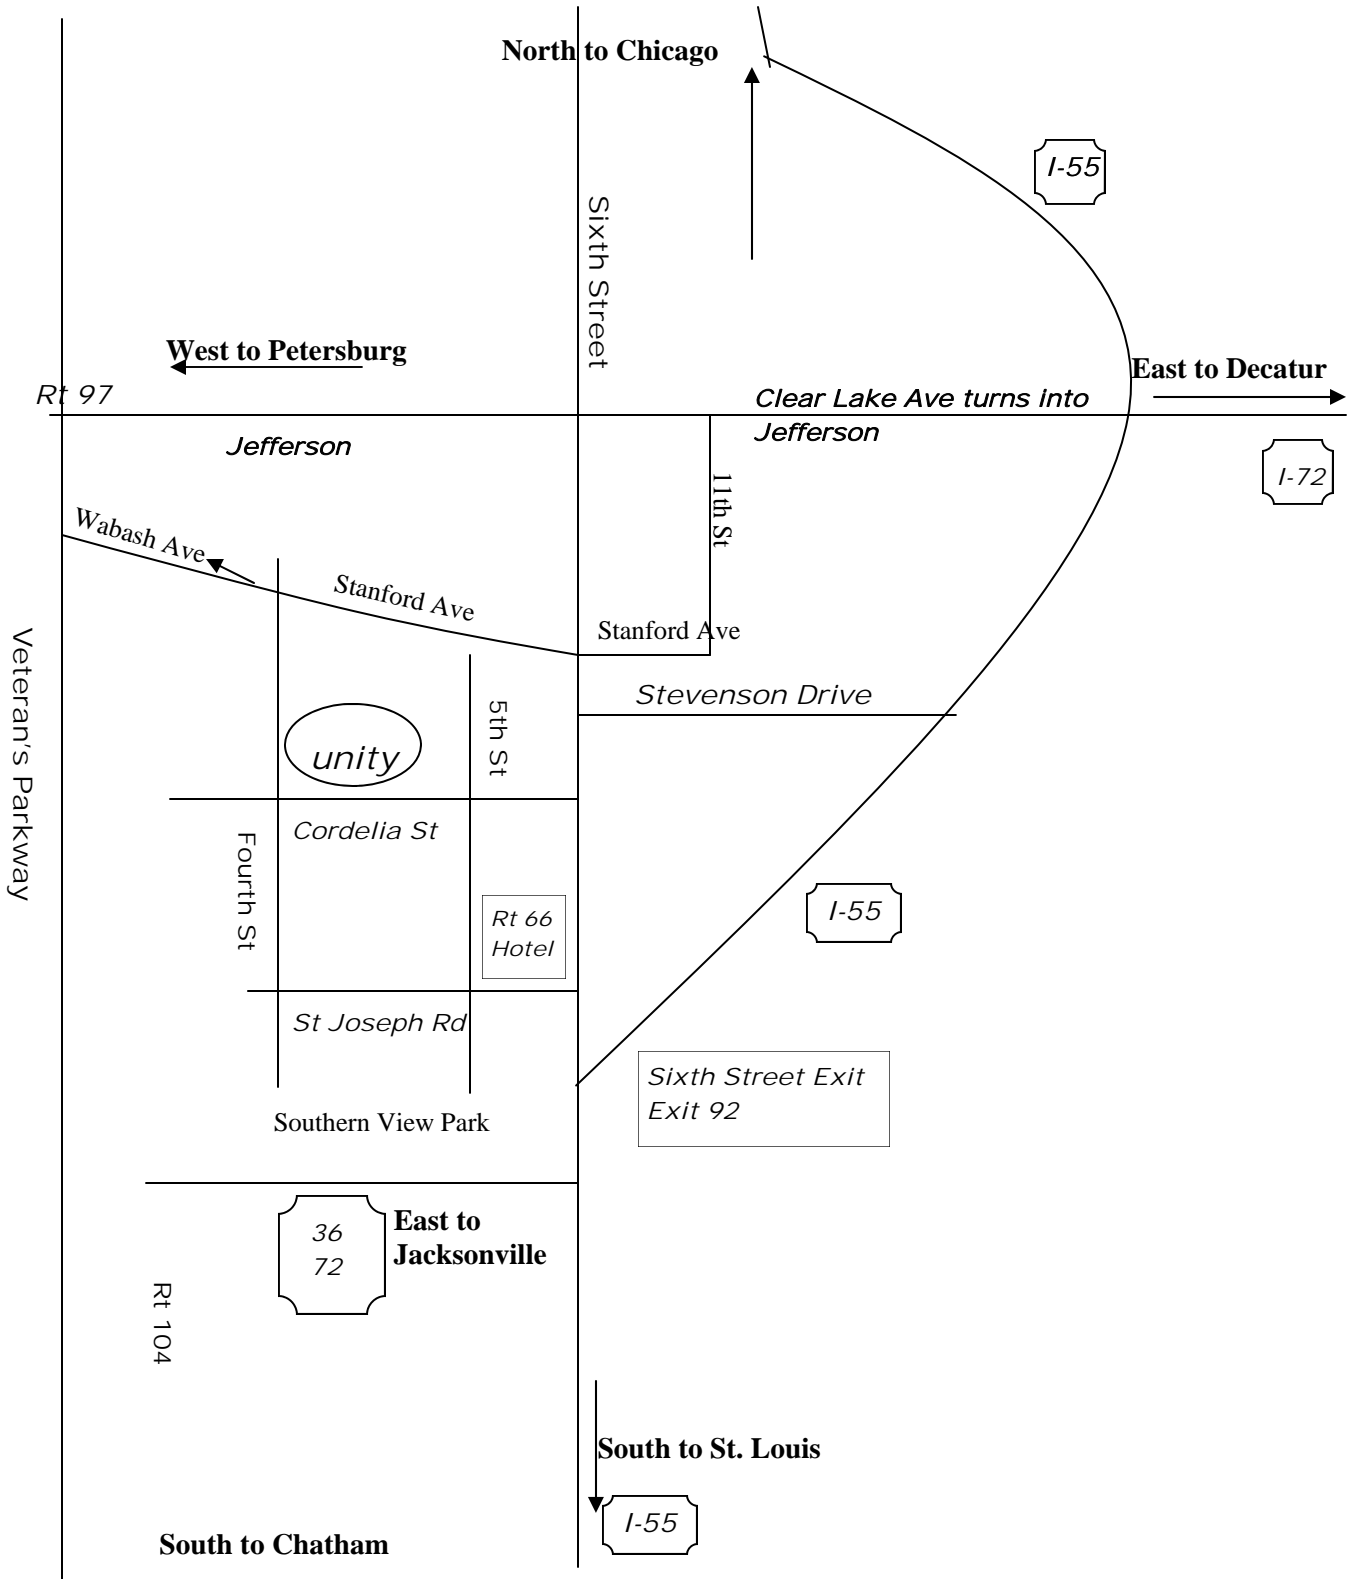 North to Chicago
I-55
Sixth Street
West to Petersburg
East to Decatur
Rt 97
Clear Lake Ave turns into
Jefferson
Jefferson
I-72
11th St
Wabash Ave
Stanford Ave
Stanford Ave
Veteran's Parkway
Stevenson Drive
5th St
unity
Cordelia St
Fourth St
Rt 66
Hotel
I-55
St Joseph Rd
Sixth Street Exit
Exit 92
Southern View Park
36
72
East to
Jacksonville
Rt 104
South to St. Louis
I-55
South to Chatham